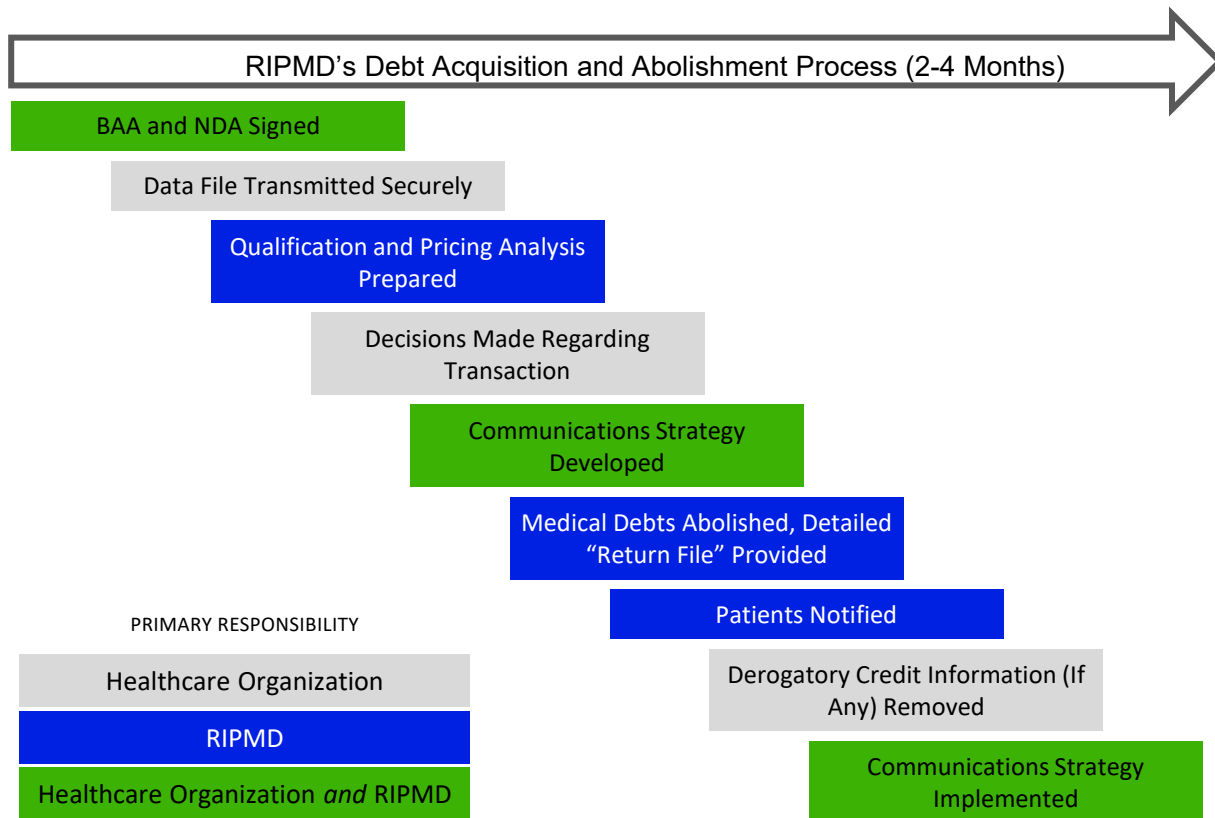 RIPMD’s Debt Acquisition and Abolishment Process (2-4 Months)
BAA and NDA Signed
Data File Transmitted Securely
Qualification and Pricing Analysis
Prepared
Decisions Made Regarding
Transaction
Communications Strategy
Developed
Medical Debts Abolished, Detailed
“Return File” Provided
Patients Notified
Derogatory Credit Information (If
Any) Removed
Communications Strategy
Implemented
PRIMARY RESPONSIBILITY
Healthcare Organization
RIPMD
Healthcare Organization and RIPMD